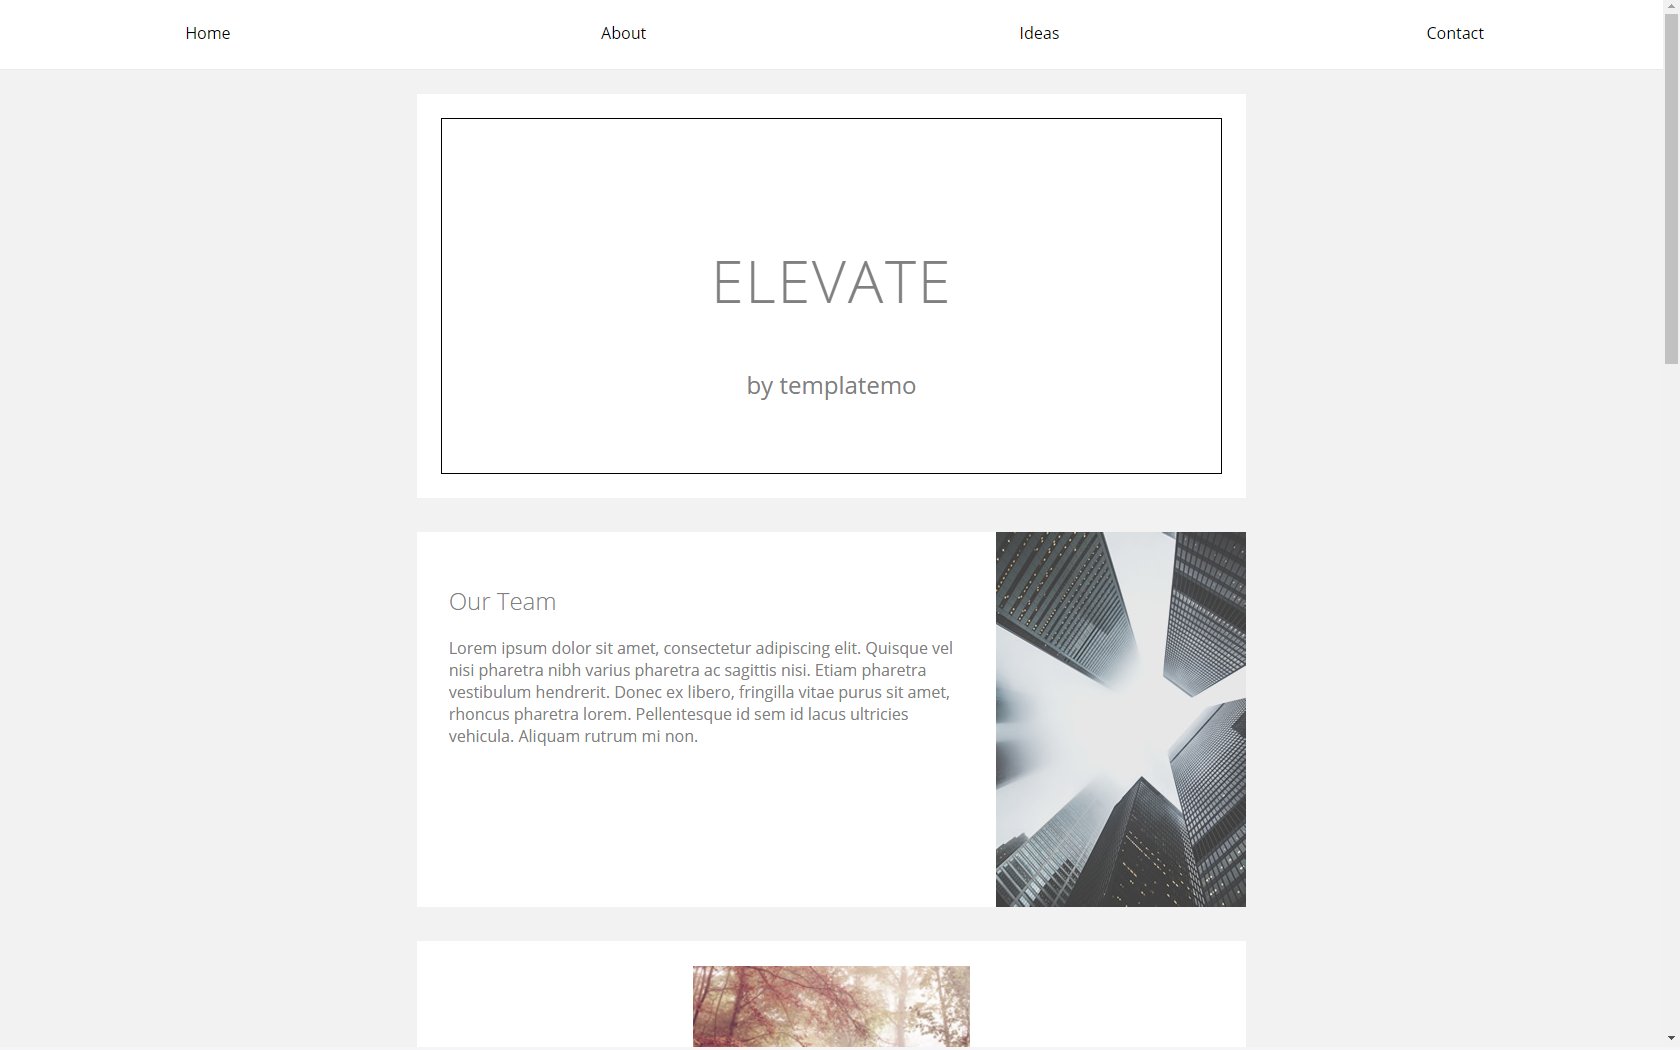 Home About Ideas Contact
ELEVATE
by templatemo
Our Team
Lorem ipsum dolor sit amet, consectetur adipiscing elit. Quisque vel
nisi pharetra nibh varius pharetra ac sagittis nisi. Etiam pharetra
vestibulum hendrerit. Donec ex libero, fringilla vitae purus sit amet,
rhoncus pharetra lorem. Pellentesque id sem id lacus ultricies
vehicula. Aliquam rutrum mi non.